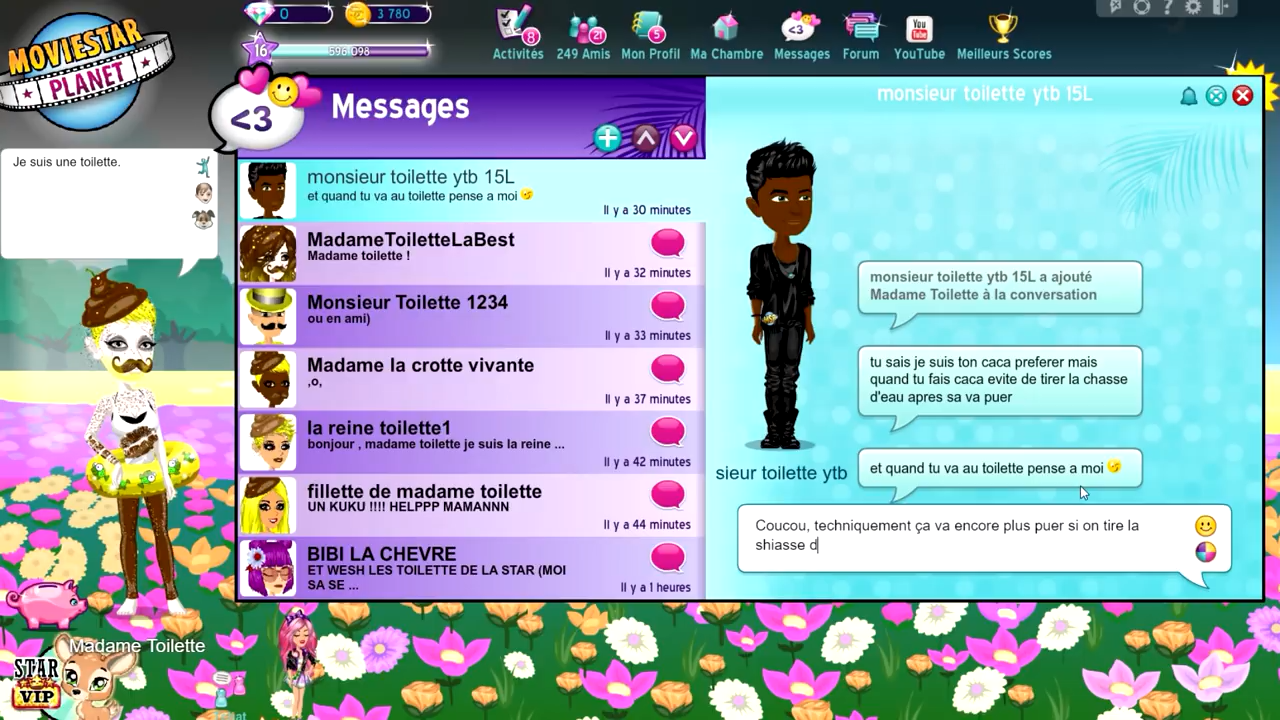 MOVIESTAR
PLANET
0
3 780
16
596 098
8
Activités
21
249 Amis
5
Mon Profil
Ma Chambre
<3
Messages
Forum
You
Tube
YouTube
Meilleurs Scores
Je suis une toilette.
<3
Messages
monsieur toilette ytb 15L
et quand tu va au toilette pense a moi
Il y a 30 minutes
MadameToiletteLaBest
Madame toilette !
Il y a 32 minutes
Monsieur Toilette 1234
ou en ami)
Il y a 33 minutes
Madame la crotte vivante
,o,
Il y a 37 minutes
la reine toilette1
bonjour , madame toilette je suis la reine ...
Il y a 42 minutes
fillette de madame toilette
UN KUKU !!!! HELPPP MAMANNN
Il y a 44 minutes
BIBI LA CHEVRE
ET WESH LES TOILETTE DE LA STAR (MOI
SA SE ...
Il y a 1 heures
monsieur toilette ytb 15L
monsieur toilette ytb 15L a ajouté
Madame Toilette à la conversation
tu sais je suis ton caca preferer mais
quand tu fais caca evite de tirer la chasse
d'eau apres sa va puer
et quand tu va au toilette pense a moi
sieur toilette ytb
Coucou, techniquement ça va encore plus puer si on tire la
shiasse d
Madame Toilette
STAR
VIP